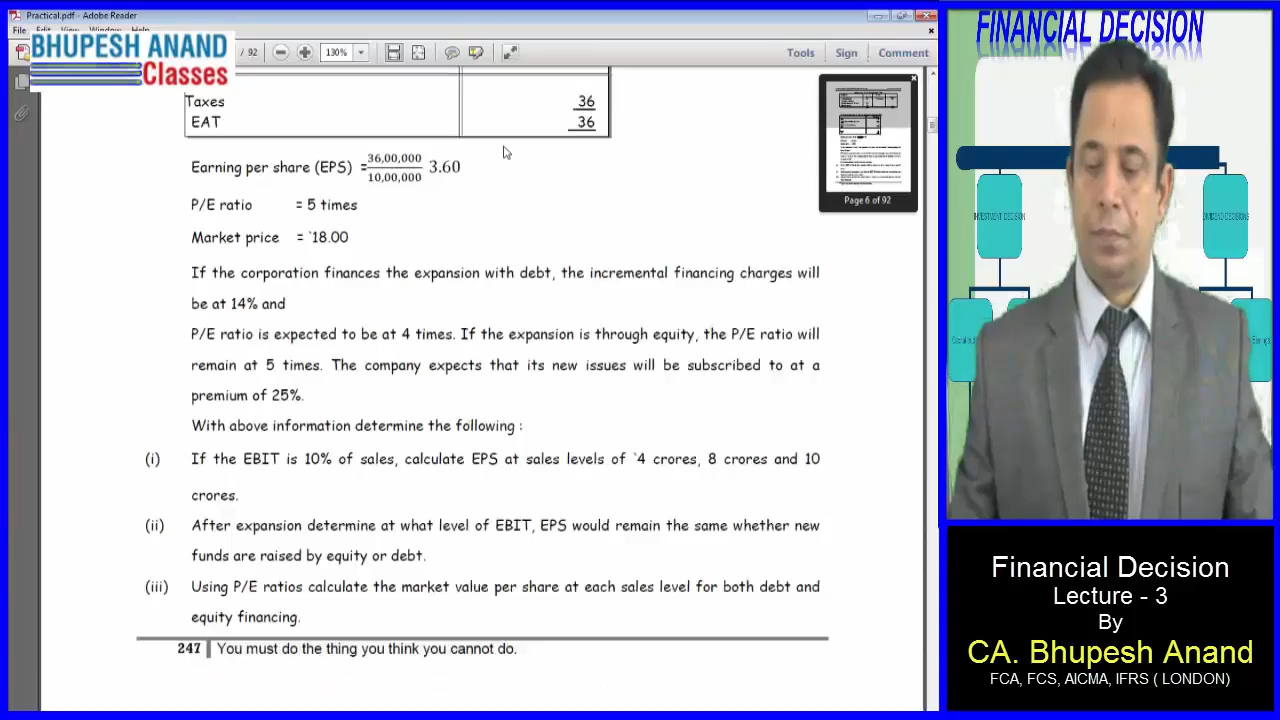 Practical.pdf - Adobe Reader
File Edit View Window Help
BHUPESH ANAND
Classes
/ 92
130%
Tools Sign Comment
Taxes 36
EAT 36
Earning per share (EPS) = 36,00,000 / 10,00,000 3.60
P/E ratio = 5 times
Market price = `18.00
If the corporation finances the expansion with debt, the incremental financing charges will
be at 14% and
P/E ratio is expected to be at 4 times. If the expansion is through equity, the P/E ratio will
remain at 5 times. The company expects that its new issues will be subscribed to at a
premium of 25%.
With above information determine the following :
(i) If the EBIT is 10% of sales, calculate EPS at sales levels of `4 crores, 8 crores and 10
crores.
(ii) After expansion determine at what level of EBIT, EPS would remain the same whether new
funds are raised by equity or debt.
(iii) Using P/E ratios calculate the market value per share at each sales level for both debt and
equity financing.
247 You must do the thing you think you cannot do.
Page 6 of 92
FINANCIAL DECISION
INVESTMENT DECISION
DIVIDEND DECISIONS
Financial Decision
Lecture - 3
By
CA. Bhupesh Anand
FCA, FCS, AICMA, IFRS ( LONDON)